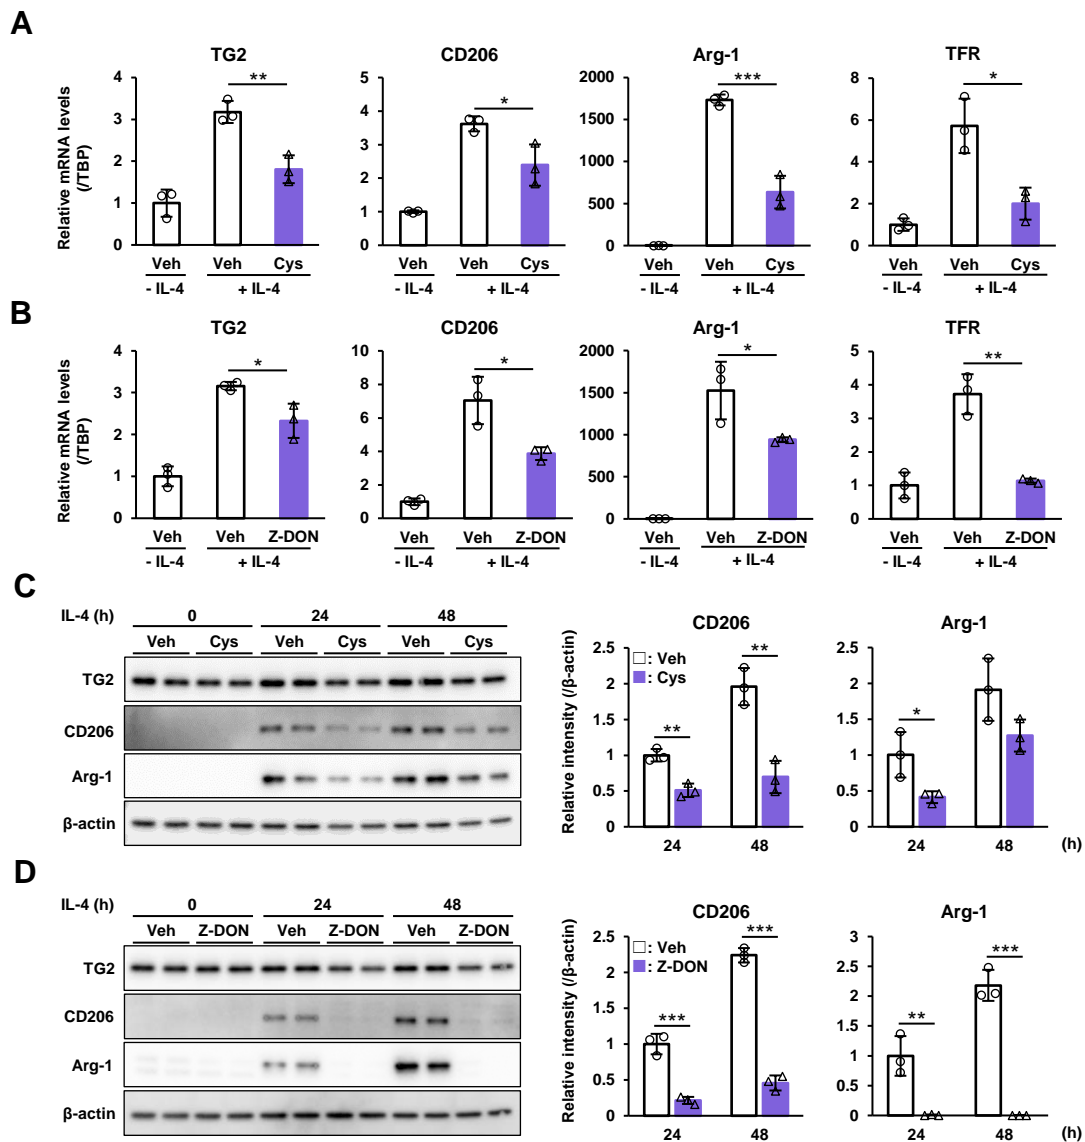 A
TG2
CD206
Arg-1
TFR
Relative mRNA levels
(/TBP)
4
3
2
1
0
**
5
4
3
2
1
0
*
2000
1500
1000
500
0
***
8
6
4
2
0
*
Veh Veh Cys
- IL-4 + IL-4
Veh Veh Cys
- IL-4 + IL-4
Veh Veh Cys
- IL-4 + IL-4
Veh Veh Cys
- IL-4 + IL-4
B
TG2
CD206
Arg-1
TFR
Relative mRNA levels
(/TBP)
4
3
2
1
0
*
10
8
6
4
2
0
*
2000
1500
1000
500
0
*
5
4
3
2
1
0
**
Veh Veh Z-DON
- IL-4 + IL-4
Veh Veh Z-DON
- IL-4 + IL-4
Veh Veh Z-DON
- IL-4 + IL-4
Veh Veh Z-DON
- IL-4 + IL-4
C
IL-4 (h) 0 24 48
Veh Cys Veh Cys Veh Cys
TG2
CD206
Arg-1
β-actin
CD206
Relative intensity (/β-actin)
2.5
2
1.5
1
0.5
0
: Veh
: Cys
**
**
24 48
Arg-1
2.5
2
1.5
1
0.5
0
*
24 48 (h)
D
IL-4 (h) 0 24 48
Veh Z-DON Veh Z-DON Veh Z-DON
TG2
CD206
Arg-1
β-actin
CD206
Relative intensity (/β-actin)
2.5
2
1.5
1
0.5
0
: Veh
: Z-DON
***
***
24 48
Arg-1
3
2.5
2
1.5
1
0.5
0
**
***
24 48 (h)